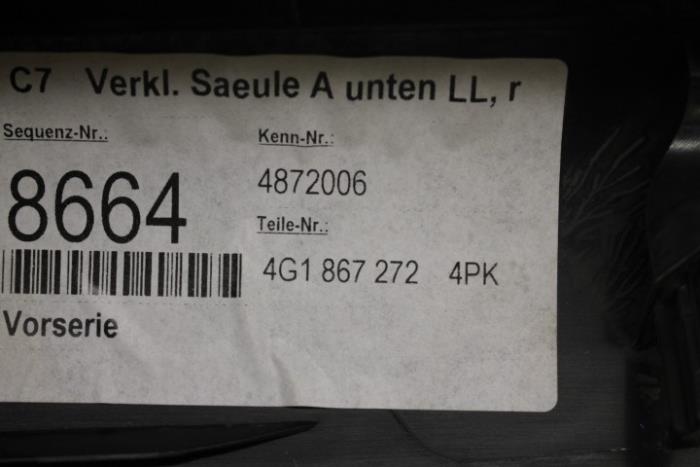 C7 Verkl. Saeule A unten LL, r
Sequenz-Nr.:
8664
Kenn-Nr.:
4872006
Teile-Nr.:
4G1 867 272 4PK
Vorserie